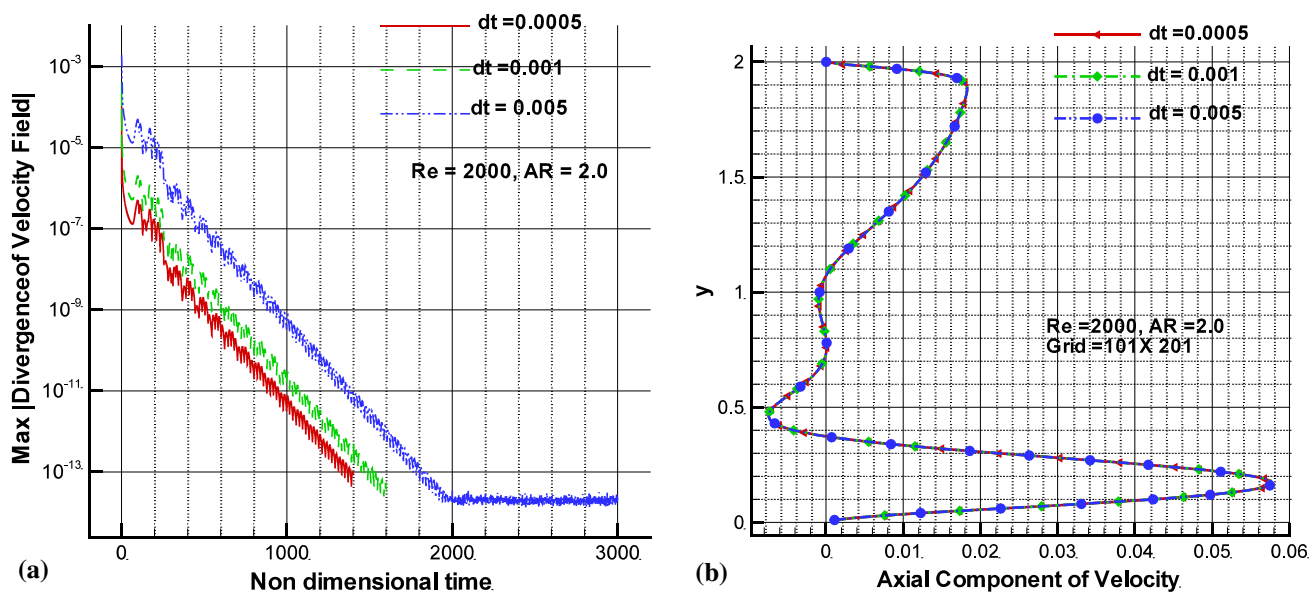 dt =0.0005
dt =0.001
dt = 0.005
10-3
10-5.
10-7.
10-9.
10-11.
10-13.
Re = 2000, AR = 2.0
Max |Divergenceof Velocity Field|
0.
1000.
2000.
3000.
Non dimensional time.
(a)
dt =0.0005
dt = 0.001
dt = 0.005
2.
1.5
1.
0.5
0.
y
Re =2000, AR =2.0
Grid =101X 201
0.
0.01
0.02
0.03
0.04
0.05
0.06.
Axial Component of Velocity.
(b)